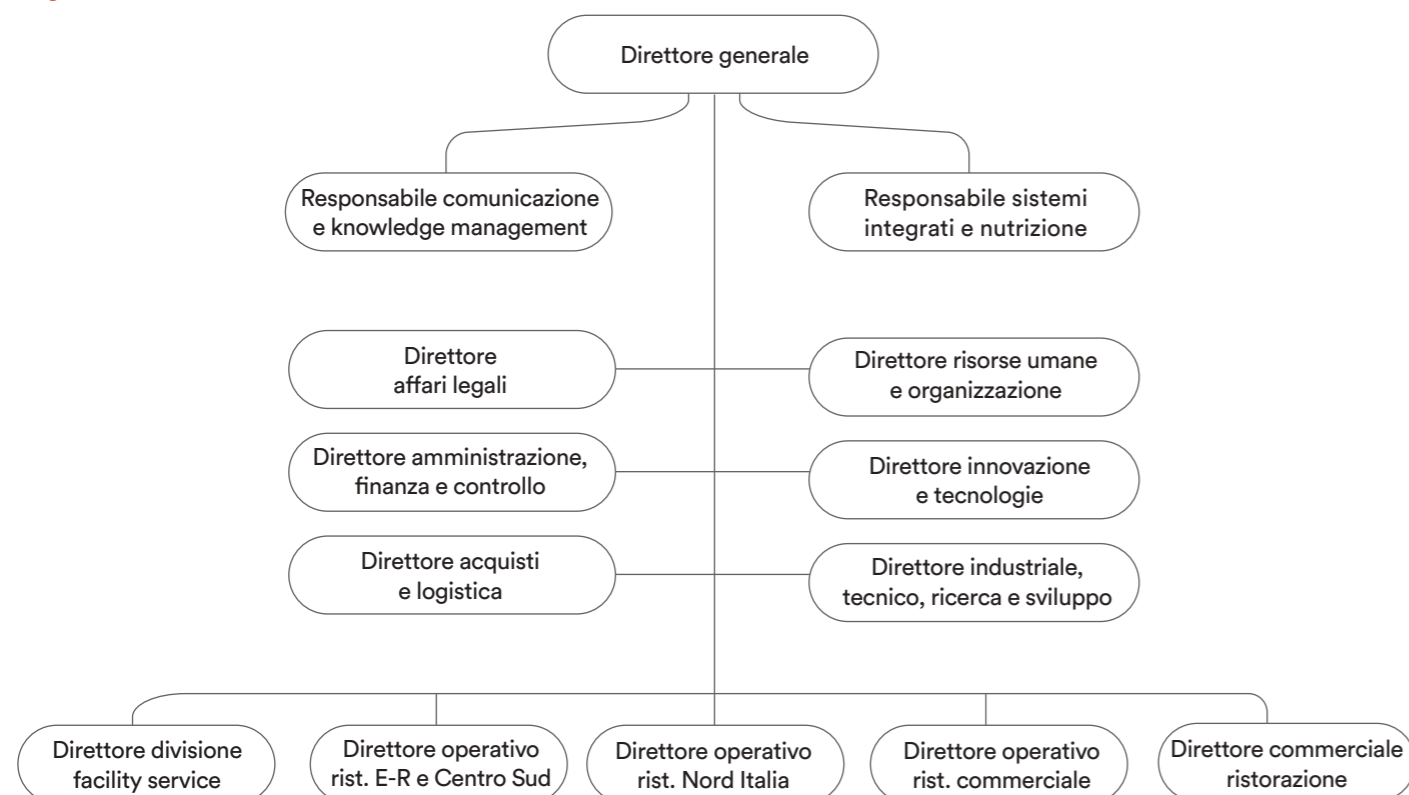 Direttore generale
Responsabile comunicazione
e knowledge management
Responsabile sistemi
integrati e nutrizione
Direttore
affari legali
Direttore risorse umane
e organizzazione
Direttore amministrazione,
finanza e controllo
Direttore innovazione
e tecnologie
Direttore acquisti
e logistica
Direttore industriale,
tecnico, ricerca e sviluppo
Direttore divisione
facility service
Direttore operativo
rist. E-R e Centro Sud
Direttore operativo
rist. Nord Italia
Direttore operativo
rist. commerciale
Direttore commerciale
ristorazione